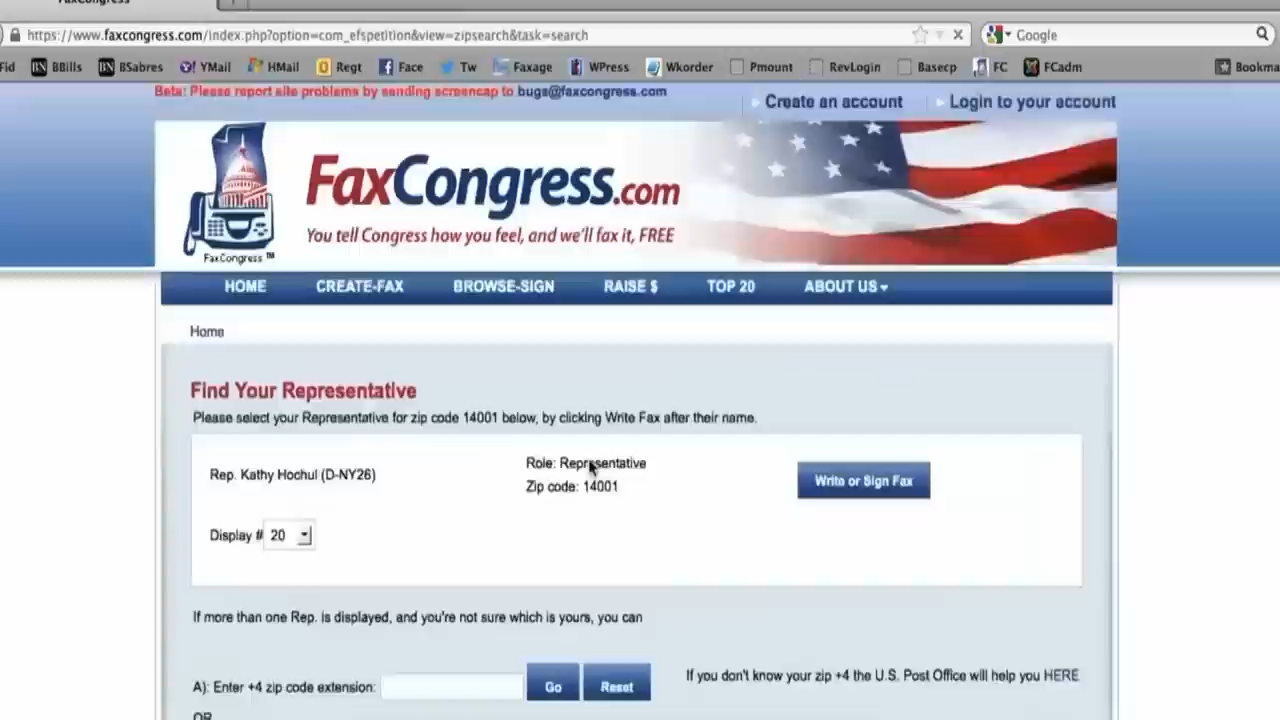 FaxCongress
https://www.faxcongress.com/index.php?option=com_efspetition&view=zipsearch&task=search
Google
Fid BBills BSabres YMail HMail Regt Face Tw Faxage WPress Wkorder Pmount RevLogin Basecp FC FCadm Bookma
Beta: Please report site problems by sending screencap to bugs@faxcongress.com
Create an account Login to your account
FaxCongress.com
You tell Congress how you feel, and we'll fax it, FREE
FaxCongress ™
HOME CREATE-FAX BROWSE-SIGN RAISE $ TOP 20 ABOUT US
Home
Find Your Representative
Please select your Representative for zip code 14001 below, by clicking Write Fax after their name.
Rep. Kathy Hochul (D-NY26)
Role: Representative
Zip code: 14001
Write or Sign Fax
Display # 20
If more than one Rep. is displayed, and you're not sure which is yours, you can
A): Enter +4 zip code extension: Go Reset
If you don't know your zip +4 the U.S. Post Office will help you HERE
OR